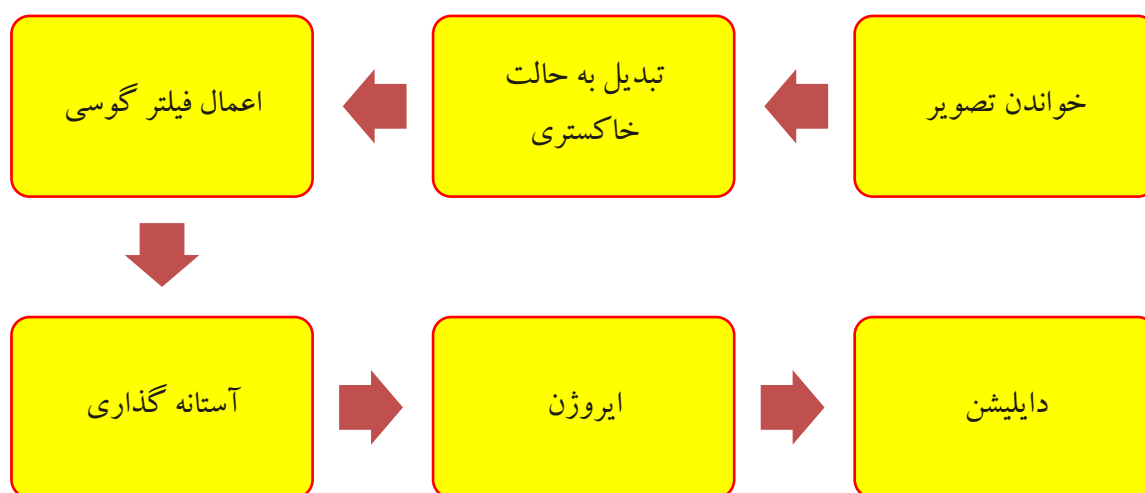 خواندن تصویر
تبدیل به حالت
خاکستری
اعمال فیلتر گوسی
آستانه گذاری
ایروژن
دایلیشن